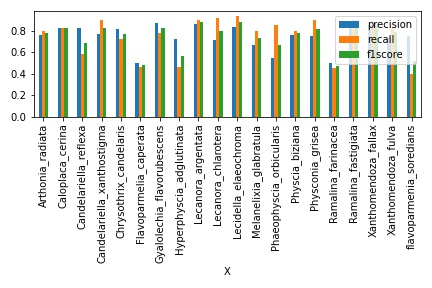 precision
recall
f1score
0.8
0.6
0.4
0.2
0.0
Arthonia_radiata
Caloplaca_cerina
Candelariella_reflexa
Candelariella_xanthostigma
Chrysothrix_candelaris
Flavoparmelia_caperata
Gyalolechia_flavorubescens
Hyperphyscia_adglutinata
Lecanora_argentata
Lecanora_chlarotera
Lecidella_elaeochroma
Melanelixia_glabratula
Phaeophyscia_orbicularis
Physcia_biziana
Physconia_grisea
Ramalina_farinacea
Ramalina_fastigiata
Xanthomendoza_fallax
Xanthomendoza_fulva
flavoparmenia_soredians
X